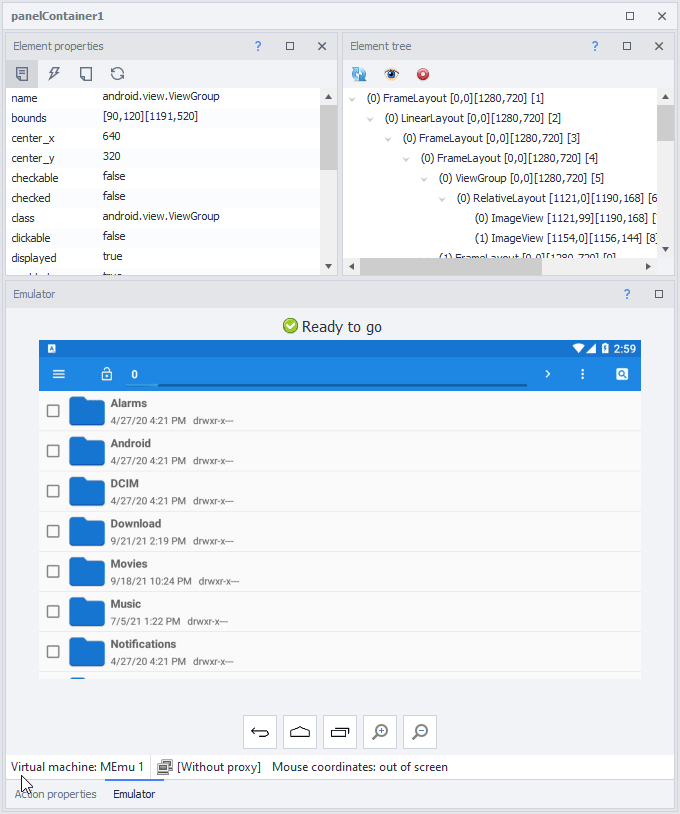 panelContainer1
Element properties ?
name android.view.ViewGroup
bounds [90,120][1191,520]
center_x 640
center_y 320
checkable false
checked false
class android.view.ViewGroup
clickable false
displayed true
Element tree ?
(0) FrameLayout [0,0][1280,720] [1]
(0) LinearLayout [0,0][1280,720] [2]
(0) FrameLayout [0,0][1280,720] [3]
(0) FrameLayout [0,0][1280,720] [4]
(0) ViewGroup [0,0][1280,720] [5]
(0) RelativeLayout [1121,0][1190,168] [6
(0) ImageView [1121,99][1190,168] [
(1) ImageView [1154,0][1156,144] [8]
(1) FrameLayout [0,0][1280,720] [0]
Emulator ?
Ready to go
A 2:59
0
Alarms
4/27/20 4:21 PM drwxr-x---
Android
4/27/20 4:21 PM drwxr-x---
DCIM
4/27/20 4:21 PM drwxr-x---
Download
9/21/21 2:19 PM drwxr-x---
Movies
9/18/21 10:24 PM drwxr-x---
Music
7/5/21 1:22 PM drwxr-x---
Notifications
4/27/20 4:21 PM drwxr-x---
Virtual machine: MEmu 1 [Without proxy] Mouse coordinates: out of screen
Action properties Emulator